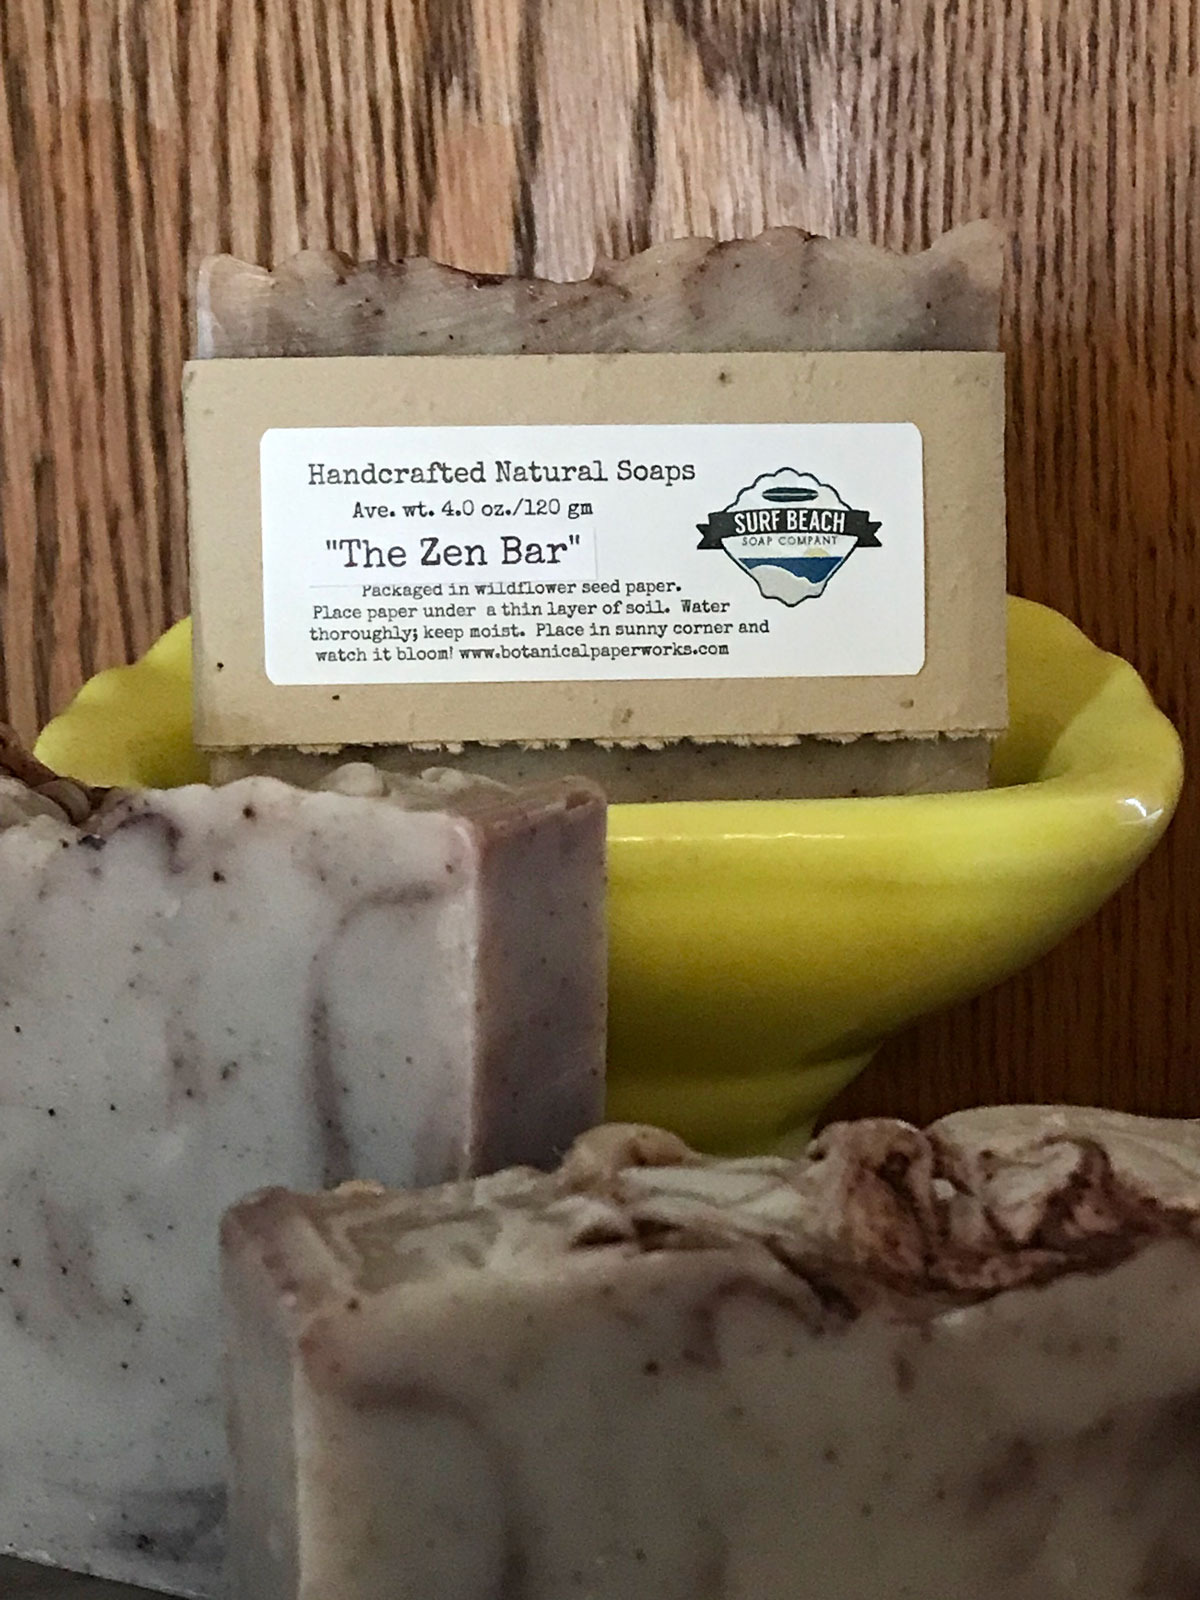 Handcrafted Natural Soaps
Ave. wt. 4.0 oz./120 gm
"The Zen Bar"
Packaged in wildflower seed paper.
Place paper under a thin layer of soil. Water
thoroughly; keep moist. Place in sunny corner and
watch it bloom! www.botanicalpaperworks.com
SURF BEACH
SOAP COMPANY